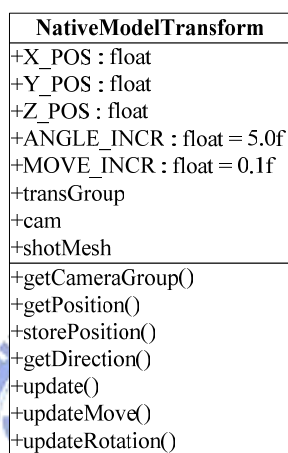 NativeModelTransform
+X_POS : float
+Y_POS : float
+Z_POS : float
+ANGLE_INCR : float = 5.0f
+MOVE_INCR : float = 0.1f
+transGroup
+cam
+shotMesh
+getCameraGroup()
+getPosition()
+storePosition()
+getDirection()
+update()
+updateMove()
+updateRotation()